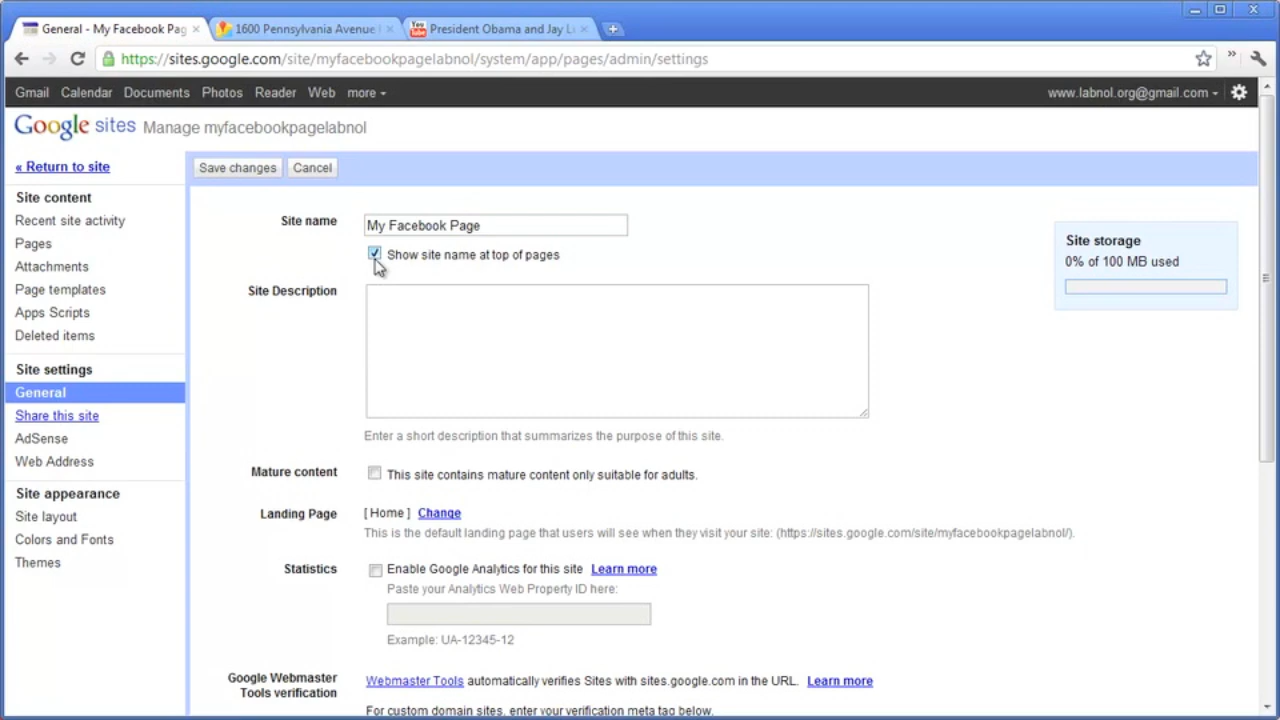 General - My Facebook Pag
1600 Pennsylvania Avenue
President Obama and Jay L
https://sites.google.com/site/myfacebookpagelabnol/system/app/pages/admin/settings
Gmail Calendar Documents Photos Reader Web more
www.labnol.org@gmail.com
Google sites Manage myfacebookpagelabnol
« Return to site
Save changes Cancel
Site content
Recent site activity
Pages
Attachments
Page templates
Apps Scripts
Deleted items
Site settings
General
Share this site
AdSense
Web Address
Site appearance
Site layout
Colors and Fonts
Themes
Site name My Facebook Page
Show site name at top of pages
Site Description
Enter a short description that summarizes the purpose of this site.
Mature content This site contains mature content only suitable for adults.
Landing Page [ Home ] Change
This is the default landing page that users will see when they visit your site: (https://sites.google.com/site/myfacebookpagelabnol/).
Statistics Enable Google Analytics for this site Learn more
Paste your Analytics Web Property ID here:
Example: UA-12345-12
Google Webmaster
Tools verification
Webmaster Tools automatically verifies Sites with sites.google.com in the URL. Learn more
For custom domain sites, enter your verification meta tag below.
Site storage
0% of 100 MB used